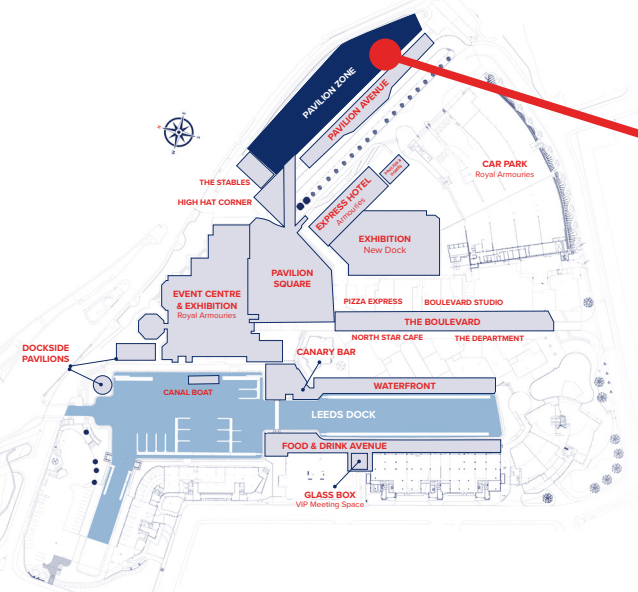 PAVILION ZONE
PAVILION AVENUE
CAR PARK
Royal Armouries
THE STABLES
HIGH HAT CORNER
EXPRESS HOTEL
Armouries
EXHIBITION
New Dock
PAVILION
SQUARE
EVENT CENTRE
& EXHIBITION
Royal Armouries
PIZZA EXPRESS
BOULEVARD STUDIO
THE BOULEVARD
NORTH STAR CAFE
THE DEPARTMENT
DOCKSIDE
PAVILIONS
CANARY BAR
CANAL BOAT
WATERFRONT
LEEDS DOCK
FOOD & DRINK AVENUE
GLASS BOX
VIP Meeting Space